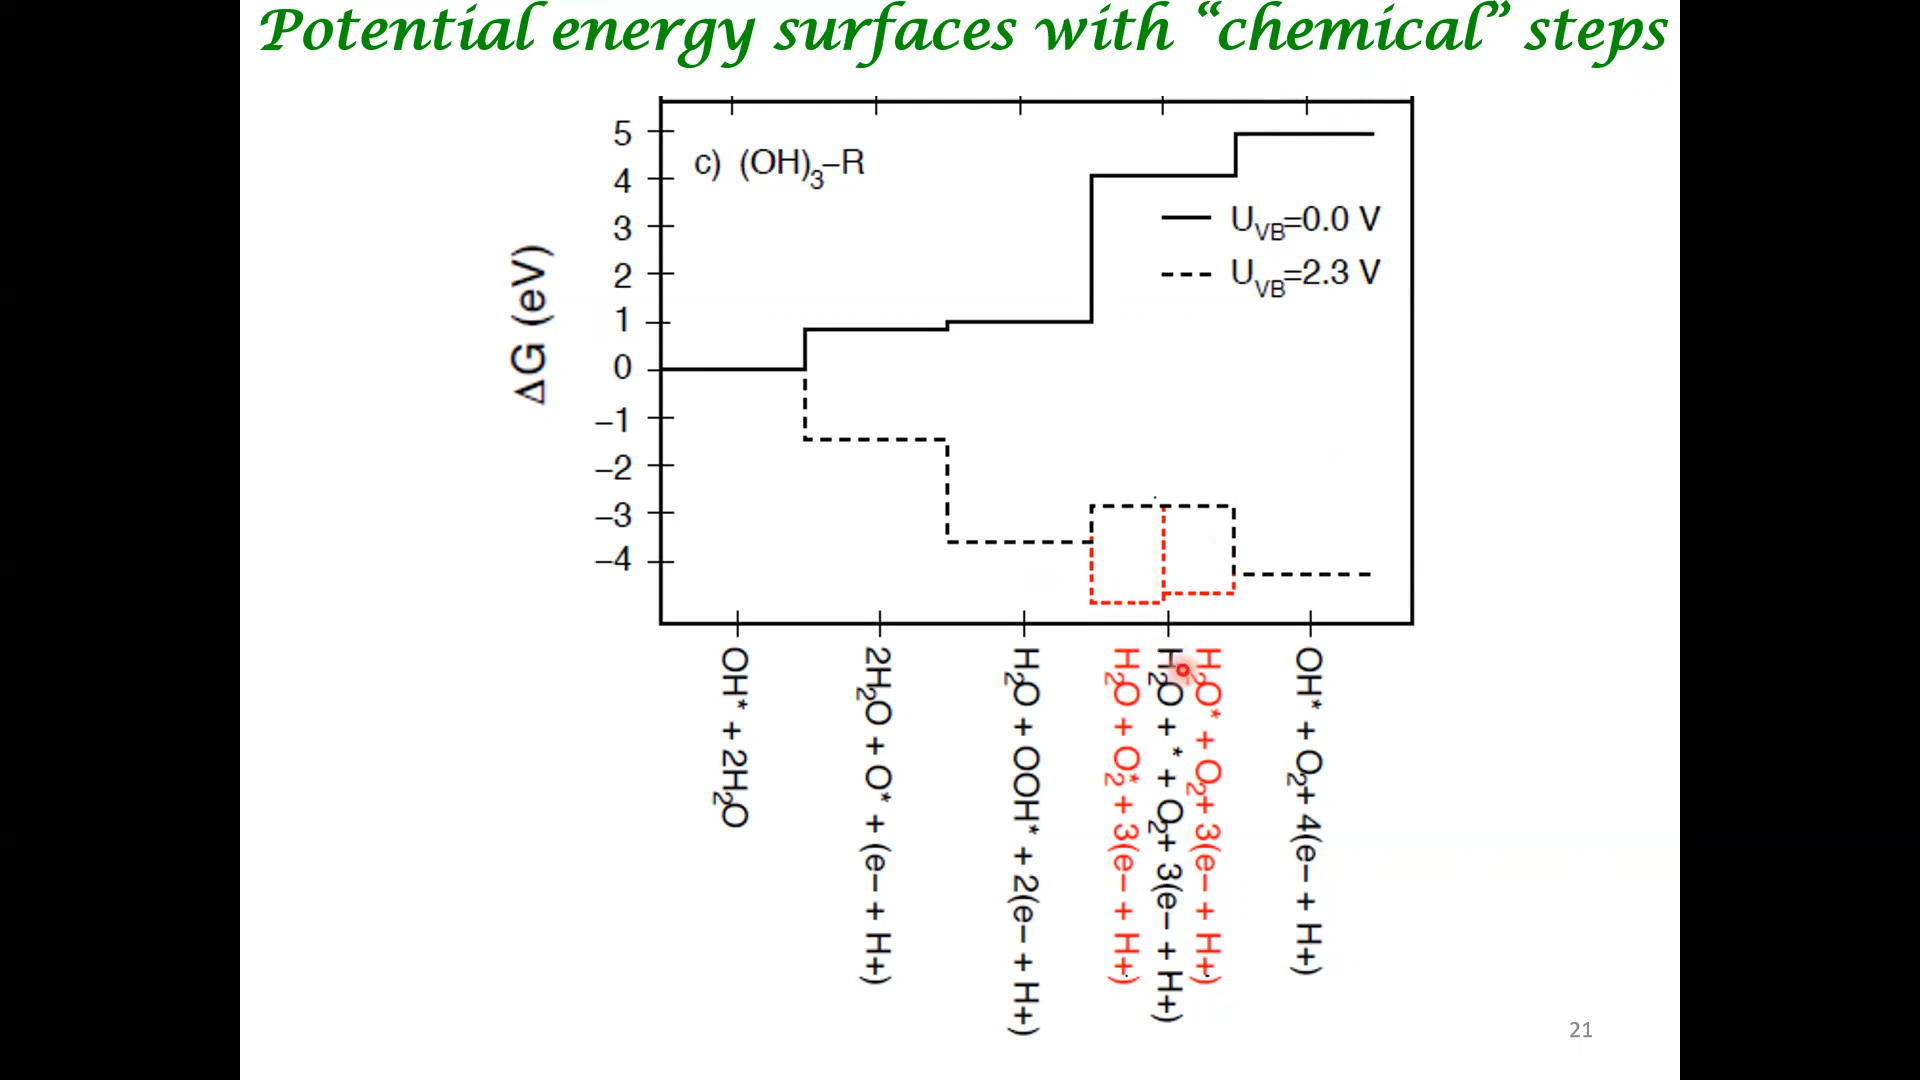 Potential energy surfaces with “chemical” steps
c) (OH)₃–R
U_VB=0.0 V
U_VB=2.3 V
ΔG (eV)
5
4
3
2
1
0
–1
–2
–3
–4
OH* + 2H₂O
2H₂O + O* + (e– + H+)
H₂O + OOH* + 2(e– + H+)
H₂O + O₂* + 3(e– + H+)
H₂O + * + O₂+ 3(e– + H+)
H₂O* + O₂+ 3(e– + H+)
OH* + O₂+ 4(e– + H+)
21